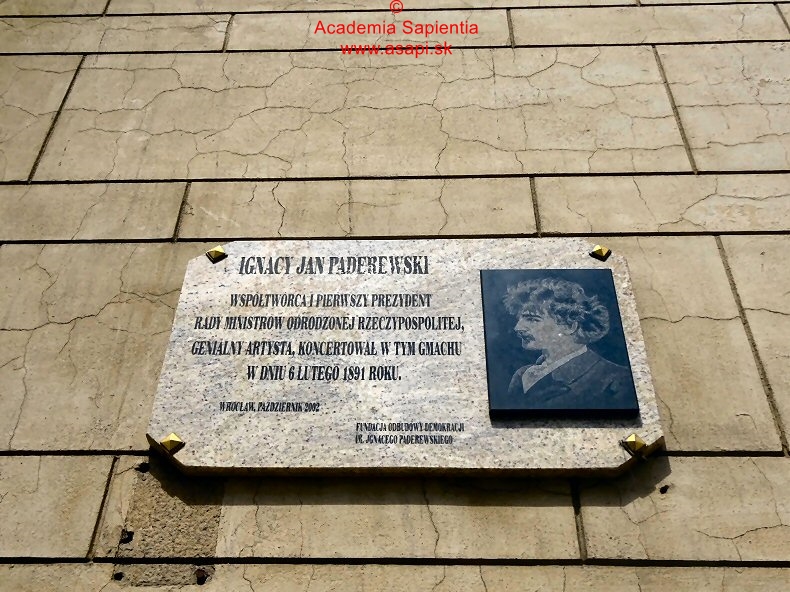 ©
Academia Sapientia
www.asapi.sk
IGNACY JAN PADEREWSKI
WSPÓŁTWÓRCA I PIERWSZY PREZYDENT
RADY MINISTRÓW ODRODZONEJ RZECZYPOSPOLITEJ,
GENIALNY ARTYSTA, KONCERTOWAŁ W TYM GMACHU
W DNIU 6 LUTEGO 1891 ROKU.
WROCŁAW, PAŹDZIERNIK 2002
FUNDACJA ODBUDOWY DEMOKRACJI
IM. IGNACEGO PADEREWSKIEGO